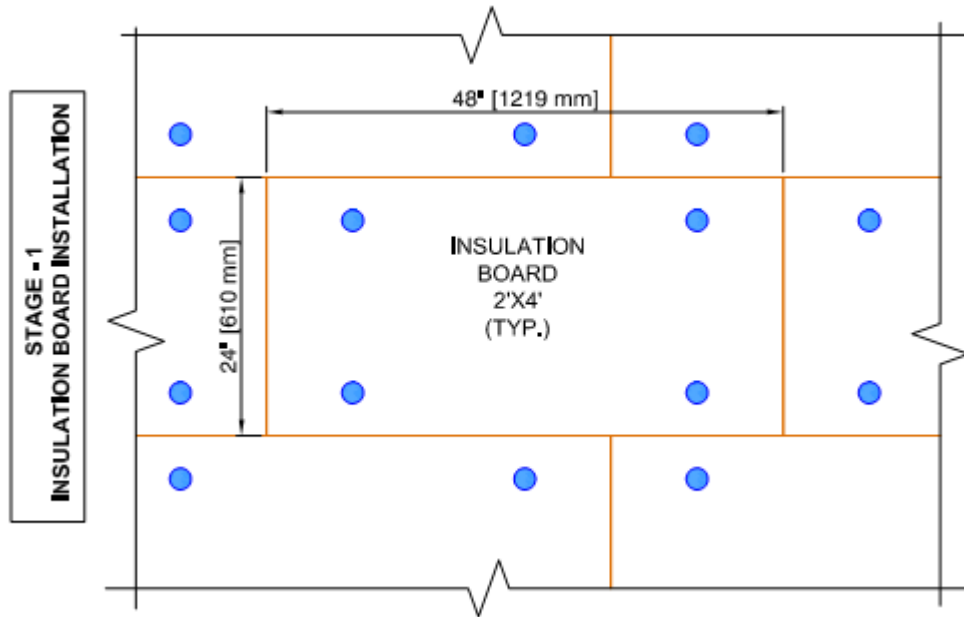 STAGE - 1
INSULATION BOARD INSTALLATION
48" [1219 mm]
24" [610 mm]
INSULATION
BOARD
2'X4'
(TYP.)